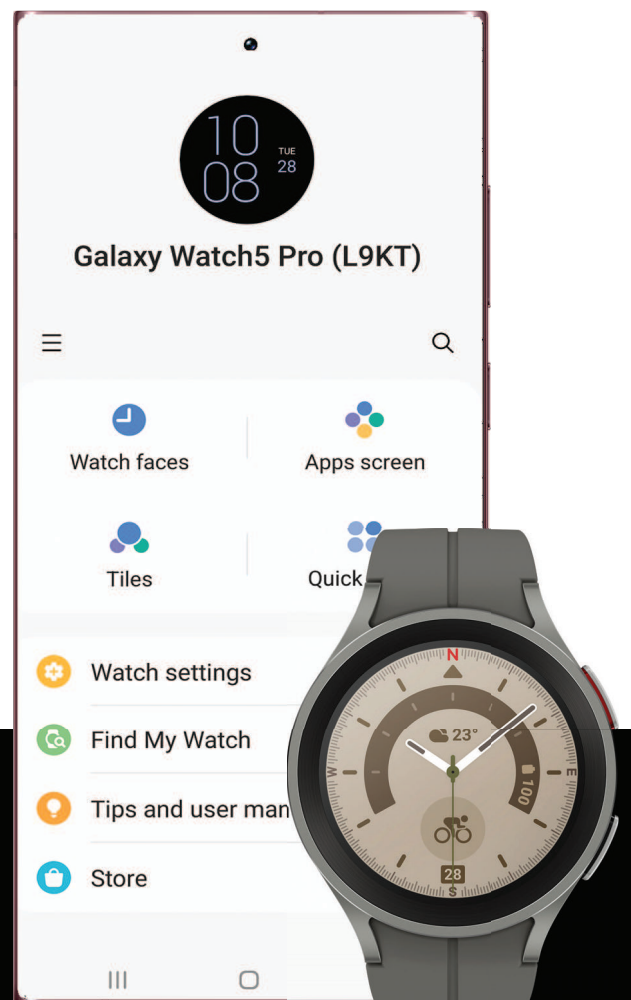 10
08
TUE
28
Galaxy Watch5 Pro (L9KT)
Watch faces
Apps screen
Tiles
Quick
Watch settings
Find My Watch
Tips and user man
Store
N
23°
W
E
100
28
S